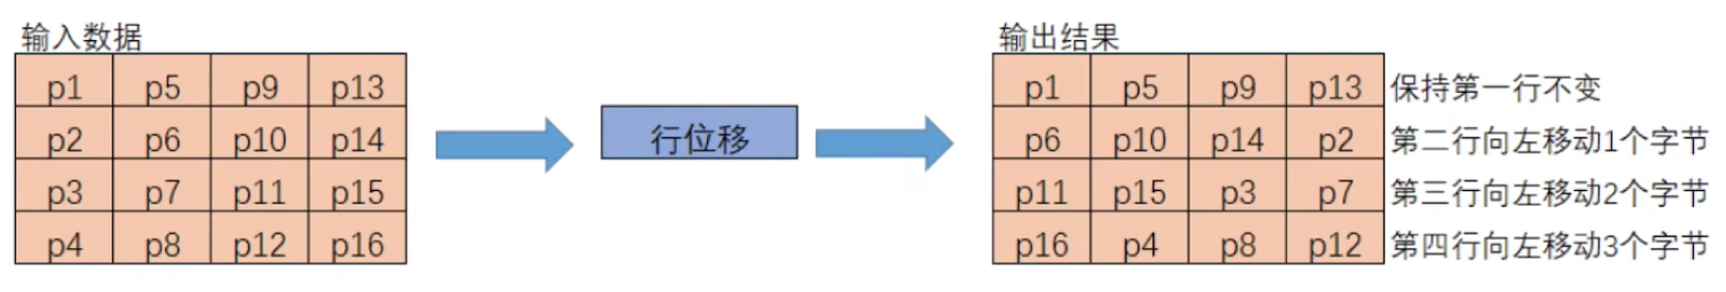 输入数据 输出结果
p1 p5 p9 p13 p1 p5 p9 p13 保持第一行不变
p2 p6 p10 p14 行位移 p6 p10 p14 p2 第二行向左移动1个字节
p3 p7 p11 p15 p11 p15 p3 p7 第三行向左移动2个字节
p4 p8 p12 p16 p16 p4 p8 p12 第四行向左移动3个字节